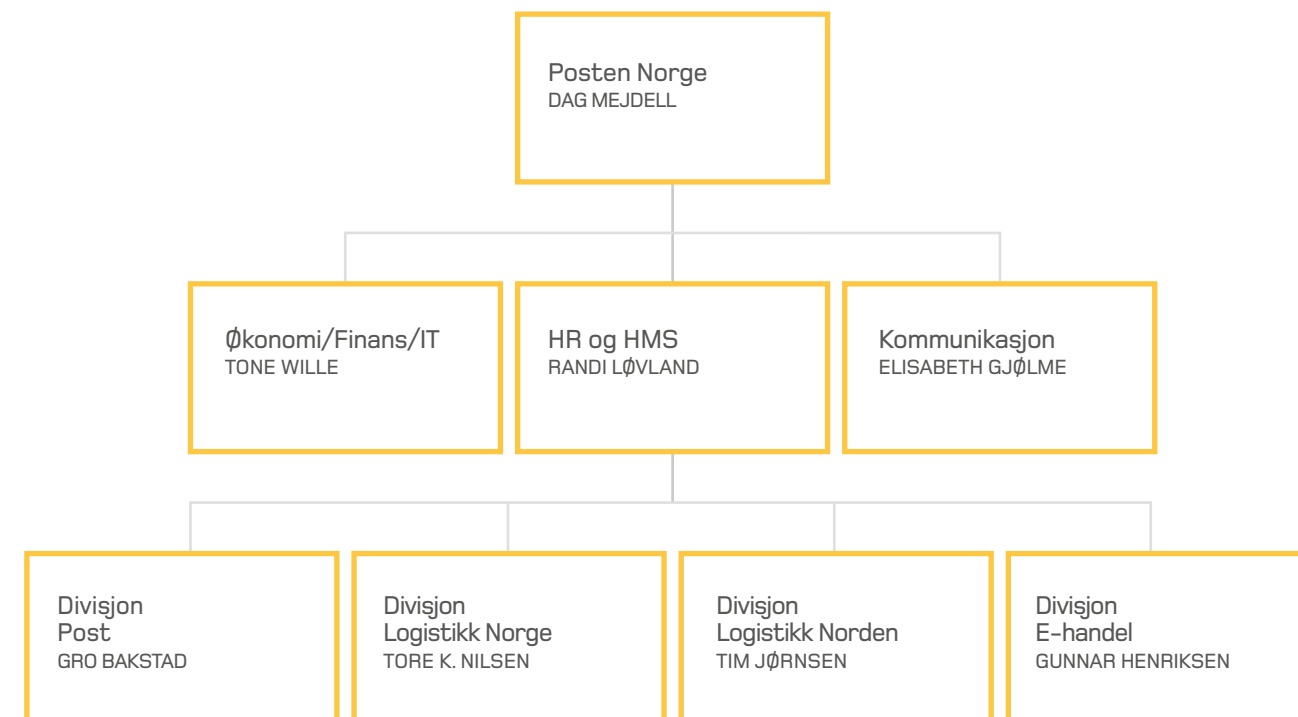 Posten Norge
DAG MEJDELL
Økonomi/Finans/IT
TONE WILLE
HR og HMS
RANDI LØVLAND
Kommunikasjon
ELISABETH GJØLME
Divisjon
Post
GRO BAKSTAD
Divisjon
Logistikk Norge
TORE K. NILSEN
Divisjon
Logistikk Norden
TIM JØRNSEN
Divisjon
E-handel
GUNNAR HENRIKSEN